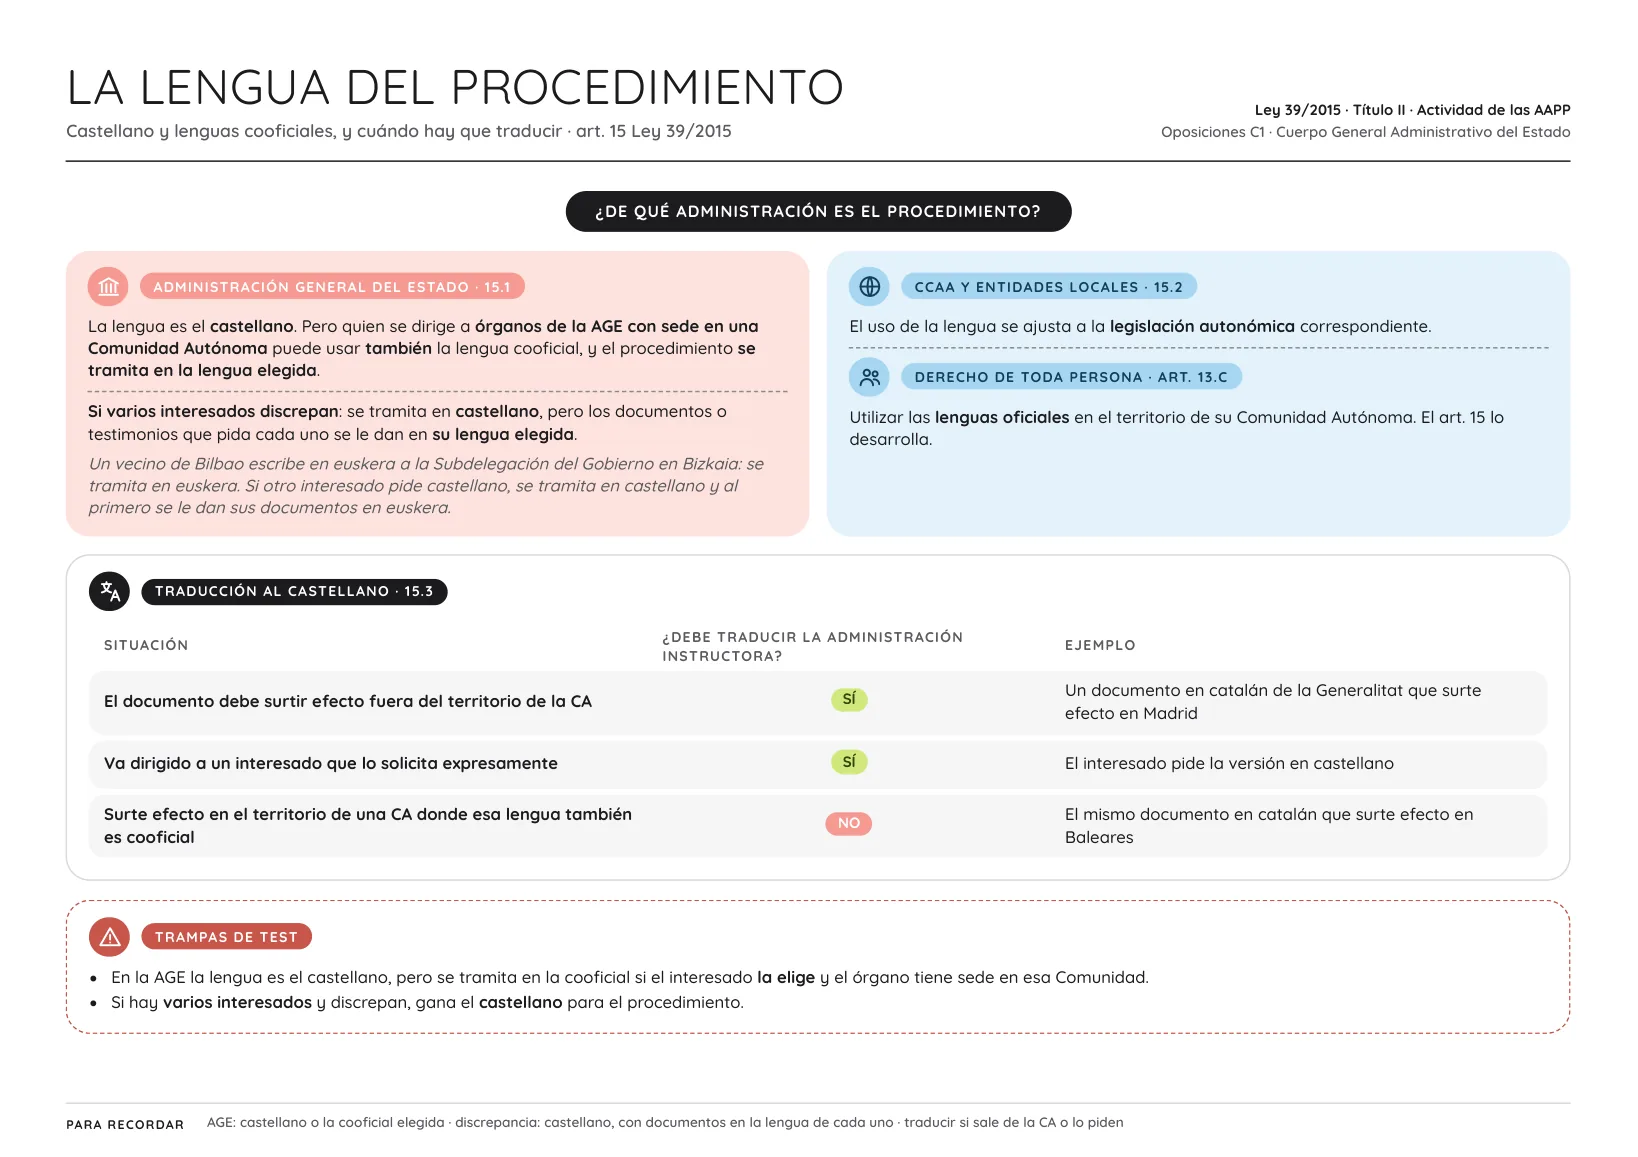 LA LENGUA DEL PROCEDIMIENTO
Castellano y lenguas cooficiales, y cuándo hay que traducir · art. 15 Ley 39/2015
Ley 39/2015 · Título II · Actividad de las AAPP
Oposiciones C1 · Cuerpo General Administrativo del Estado
¿DE QUÉ ADMINISTRACIÓN ES EL PROCEDIMIENTO?
ADMINISTRACIÓN GENERAL DEL ESTADO · 15.1
La lengua es el castellano. Pero quien se dirige a órganos de la AGE con sede en una
Comunidad Autónoma puede usar también la lengua cooficial, y el procedimiento se
tramita en la lengua elegida.
Si varios interesados discrepan: se tramita en castellano, pero los documentos o
testimonios que pida cada uno se le dan en su lengua elegida.
Un vecino de Bilbao escribe en euskera a la Subdelegación del Gobierno en Bizkaia: se
tramita en euskera. Si otro interesado pide castellano, se tramita en castellano y al
primero se le dan sus documentos en euskera.
CCAA Y ENTIDADES LOCALES · 15.2
El uso de la lengua se ajusta a la legislación autonómica correspondiente.
DERECHO DE TODA PERSONA · ART. 13.C
Utilizar las lenguas oficiales en el territorio de su Comunidad Autónoma. El art. 15 lo
desarrolla.
TRADUCCIÓN AL CASTELLANO · 15.3
SITUACIÓN
¿DEBE TRADUCIR LA ADMINISTRACIÓN
INSTRUCTORA?
EJEMPLO
El documento debe surtir efecto fuera del territorio de la CA
SÍ
Un documento en catalán de la Generalitat que surte
efecto en Madrid
Va dirigido a un interesado que lo solicita expresamente
SÍ
El interesado pide la versión en castellano
Surte efecto en el territorio de una CA donde esa lengua también
es cooficial
NO
El mismo documento en catalán que surte efecto en
Baleares
TRAMPAS DE TEST
• En la AGE la lengua es el castellano, pero se tramita en la cooficial si el interesado la elige y el órgano tiene sede en esa Comunidad.
• Si hay varios interesados y discrepan, gana el castellano para el procedimiento.
PARA RECORDAR
AGE: castellano o la cooficial elegida · discrepancia: castellano, con documentos en la lengua de cada uno · traducir si sale de la CA o lo piden